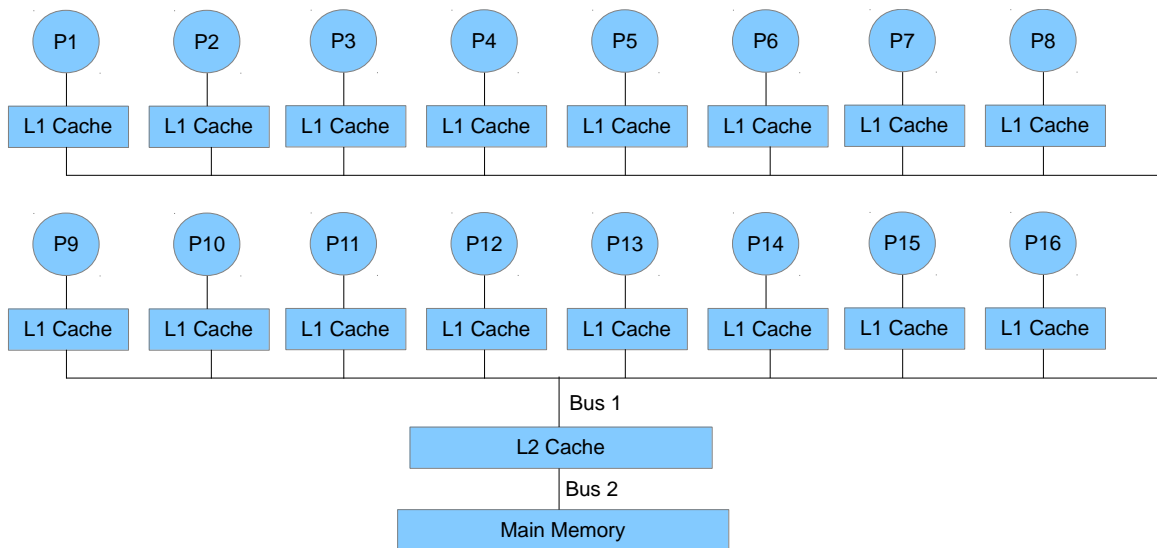 P1 P2 P3 P4 P5 P6 P7 P8
L1 Cache L1 Cache L1 Cache L1 Cache L1 Cache L1 Cache L1 Cache L1 Cache
P9 P10 P11 P12 P13 P14 P15 P16
L1 Cache L1 Cache L1 Cache L1 Cache L1 Cache L1 Cache L1 Cache L1 Cache
Bus 1
L2 Cache
Bus 2
Main Memory